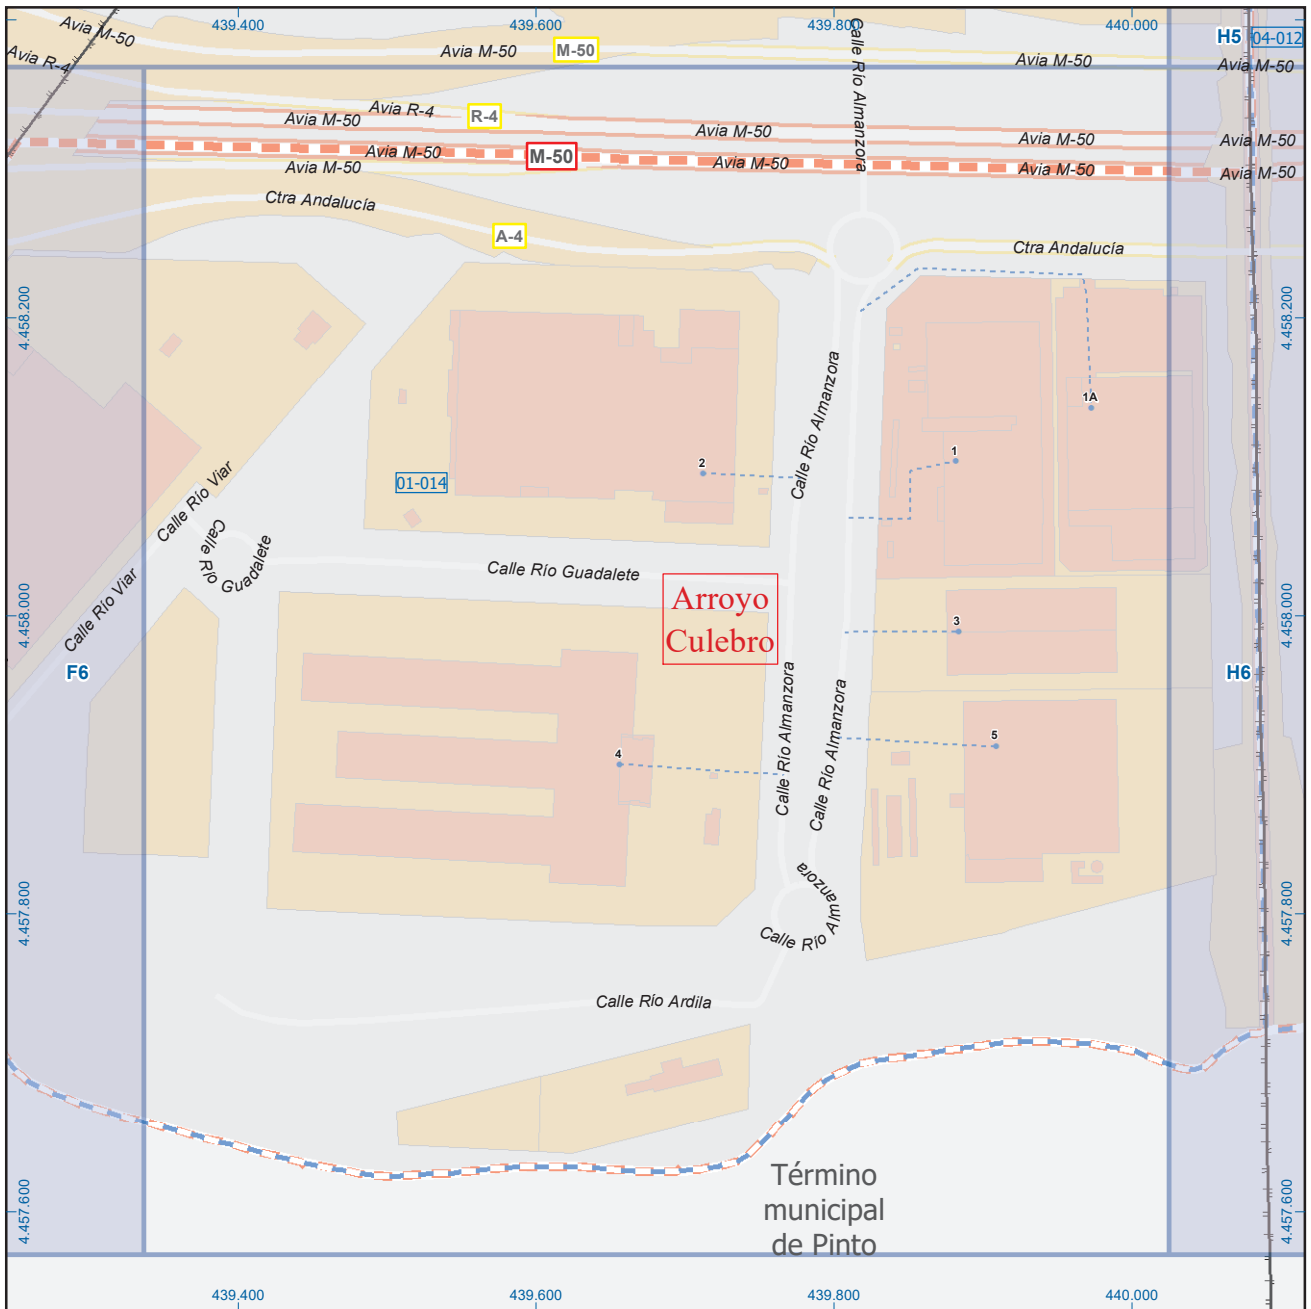 439.400
439.600
439.800
440.000
Avia M-50
Avia M-50
M-50
Calle Río Almanzora
Avia M-50
H5
04-012
Avia M-50
Avia R-4
Avia R-4
R-4
Avia M-50
Avia M-50
Avia M-50
Avia M-50
Avia M-50
M-50
Avia M-50
Avia M-50
Avia M-50
Avia M-50
Ctra Andalucía
A-4
Ctra Andalucía
4.458.200
4.458.200
Calle Río Almanzora
1A
1
2
01-014
Calle Río Viar
Calle Río Guadalete
Calle Río Guadalete
Calle Río Viar
Arroyo
Culebro
4.458.000
4.458.000
3
F6
H6
Calle Río Almanzora
Calle Río Almanzora
5
4
4.457.800
4.457.800
Calle Río Almanzora
Calle Río Ardila
Término
municipal
de Pinto
4.457.600
4.457.600
439.400
439.600
439.800
440.000